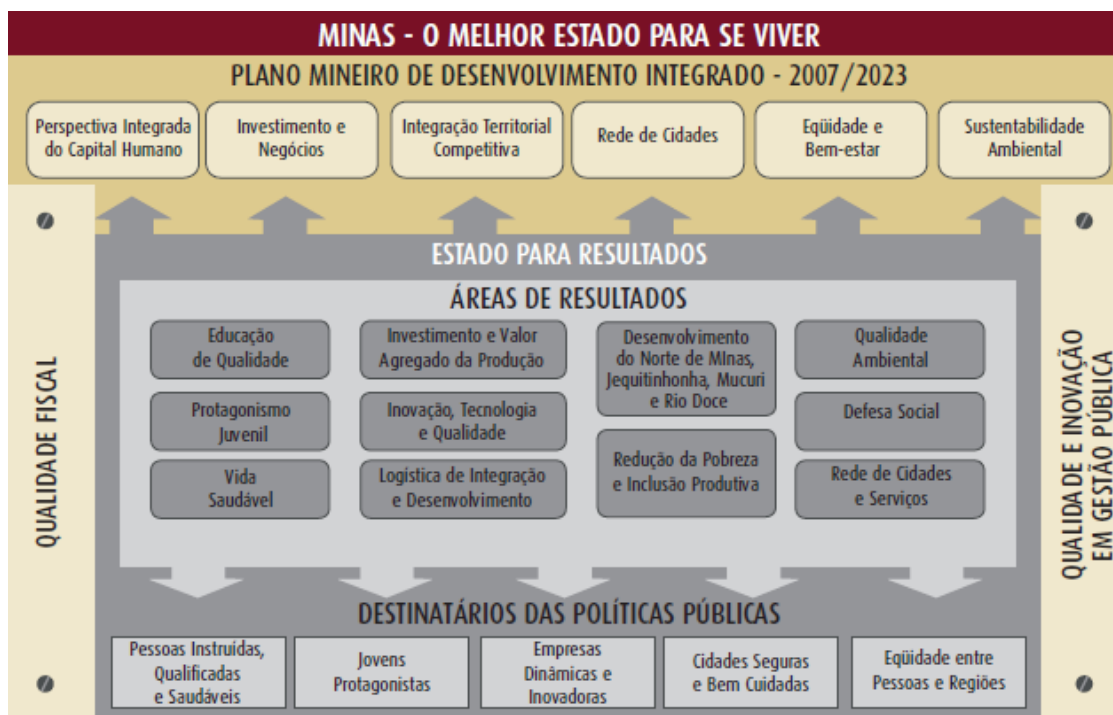 MINAS - O MELHOR ESTADO PARA SE VIVER
PLANO MINEIRO DE DESENVOLVIMENTO INTEGRADO - 2007/2023
Perspectiva Integrada
do Capital Humano
Investimento e
Negócios
Integração Territorial
Competitiva
Rede de Cidades
Eqüidade e
Bem-estar
Sustentabilidade
Ambiental
QUALIDADE FISCAL
ESTADO PARA RESULTADOS
ÁREAS DE RESULTADOS
Educação
de Qualidade
Protagonismo
Juvenil
Vida
Saudável
Investimento e Valor
Agregado da Produção
Inovação, Tecnologia
e Qualidade
Logística de Integração
e Desenvolvimento
Desenvolvimento
do Norte de MInas,
Jequitinhonha, Mucuri
e Rio Doce
Redução da Pobreza
e Inclusão Produtiva
Qualidade
Ambiental
Defesa Social
Rede de Cidades
e Serviços
QUALIDADE E INOVAÇÃO
EM GESTÃO PÚBLICA
DESTINATÁRIOS DAS POLÍTICAS PÚBLICAS
Pessoas Instruídas,
Qualificadas
e Saudáveis
Jovens
Protagonistas
Empresas
Dinâmicas e
Inovadoras
Cidades Seguras
e Bem Cuidadas
Eqüidade entre
Pessoas e Regiões